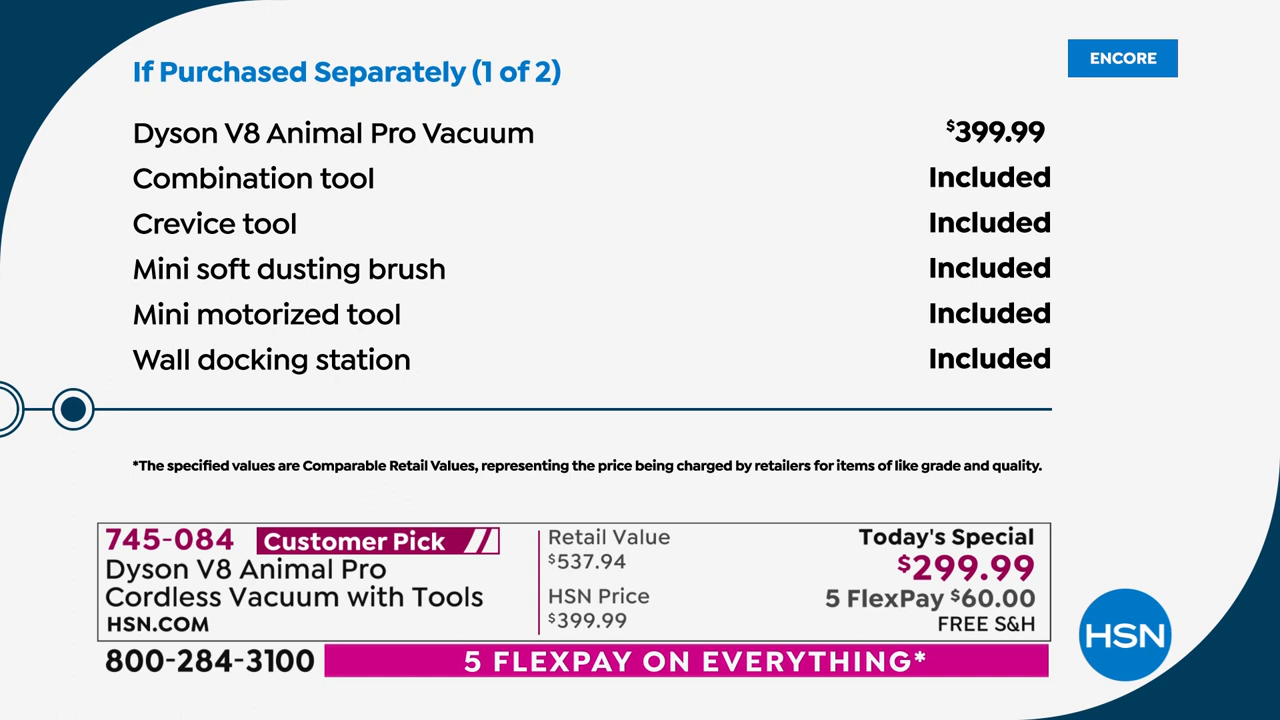 If Purchased Separately (1 of 2)
ENCORE
Dyson V8 Animal Pro Vacuum $399.99
Combination tool Included
Crevice tool Included
Mini soft dusting brush Included
Mini motorized tool Included
Wall docking station Included
*The specified values are Comparable Retail Values, representing the price being charged by retailers for items of like grade and quality.
745-084 Customer Pick
Dyson V8 Animal Pro
Cordless Vacuum with Tools
HSN.COM
Retail Value
$537.94
HSN Price
$399.99
Today's Special
$299.99
5 FlexPay $60.00
FREE S&H
HSN
800-284-3100 5 FLEXPAY ON EVERYTHING*